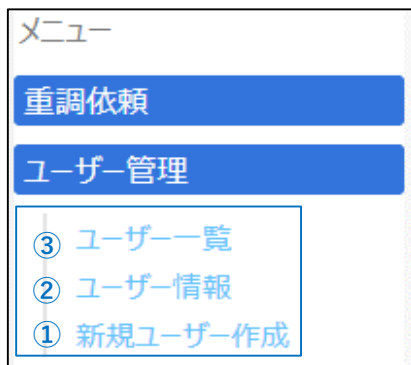 メニュー
重調依頼
ユーザー管理
③ ユーザー一覧
② ユーザー情報
① 新規ユーザー作成